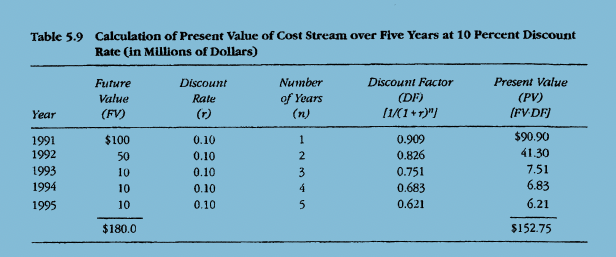 Table 5.9 Calculation of Present Value of Cost Stream over Five Years at 10 Percent Discount
Rate (in Millions of Dollars)
Future Discount Number Discount Factor Present Value
Value Rate of Years (DF) (PV)
Year (FV) (r) (n) [1/(1+r)ⁿ] [FV·DF]
1991 $100 0.10 1 0.909 $90.90
1992 50 0.10 2 0.826 41.30
1993 10 0.10 3 0.751 7.51
1994 10 0.10 4 0.683 6.83
1995 10 0.10 5 0.621 6.21
$180.0 $152.75